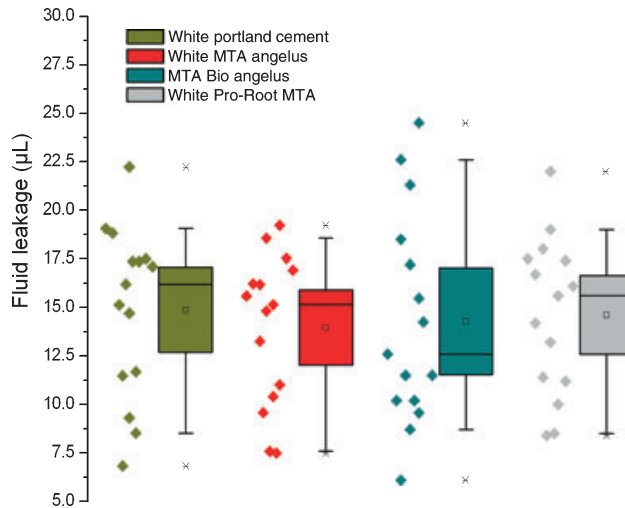 30.0
27.5
25.0
22.5
20.0
17.5
15.0
12.5
10.0
7.5
5.0
Fluid leakage (µL)
White portland cement
White MTA angelus
MTA Bio angelus
White Pro-Root MTA